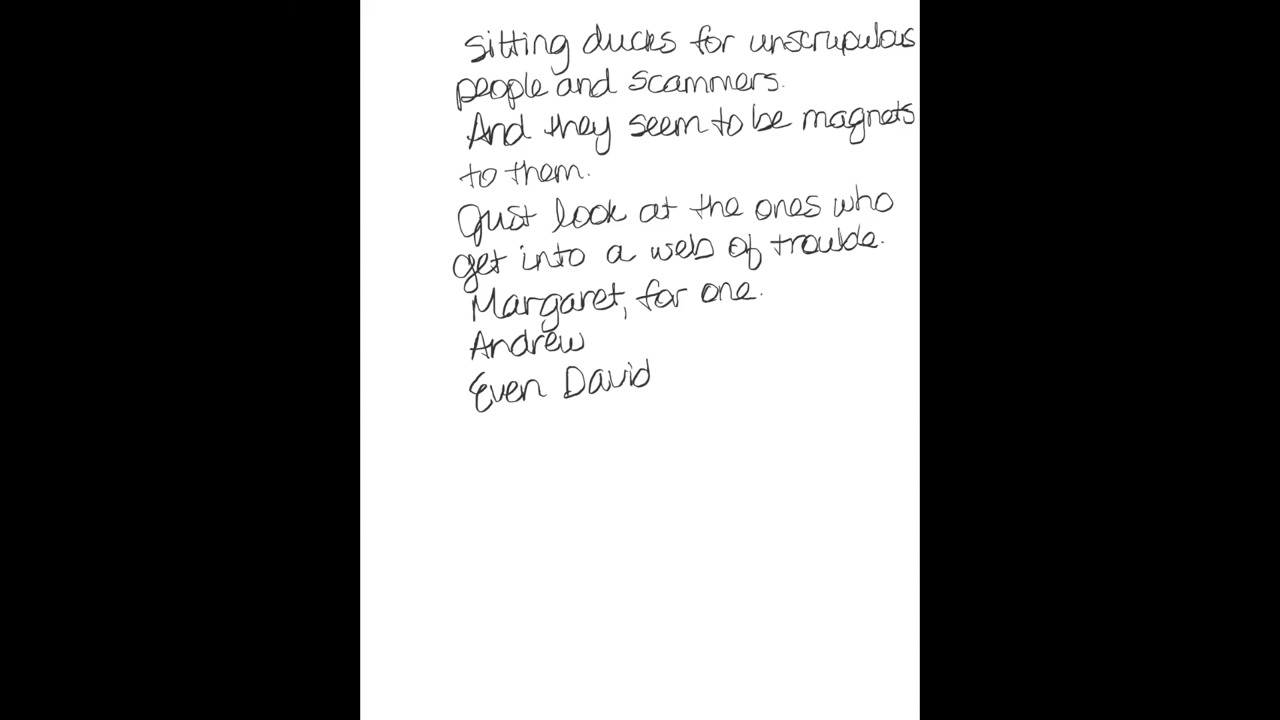 sitting ducks for unscrupulous
people and scammers.
And they seem to be magnets
to them.
Just look at the ones who
get into a web of trouble.
Margaret, for one.
Andrew
Even David